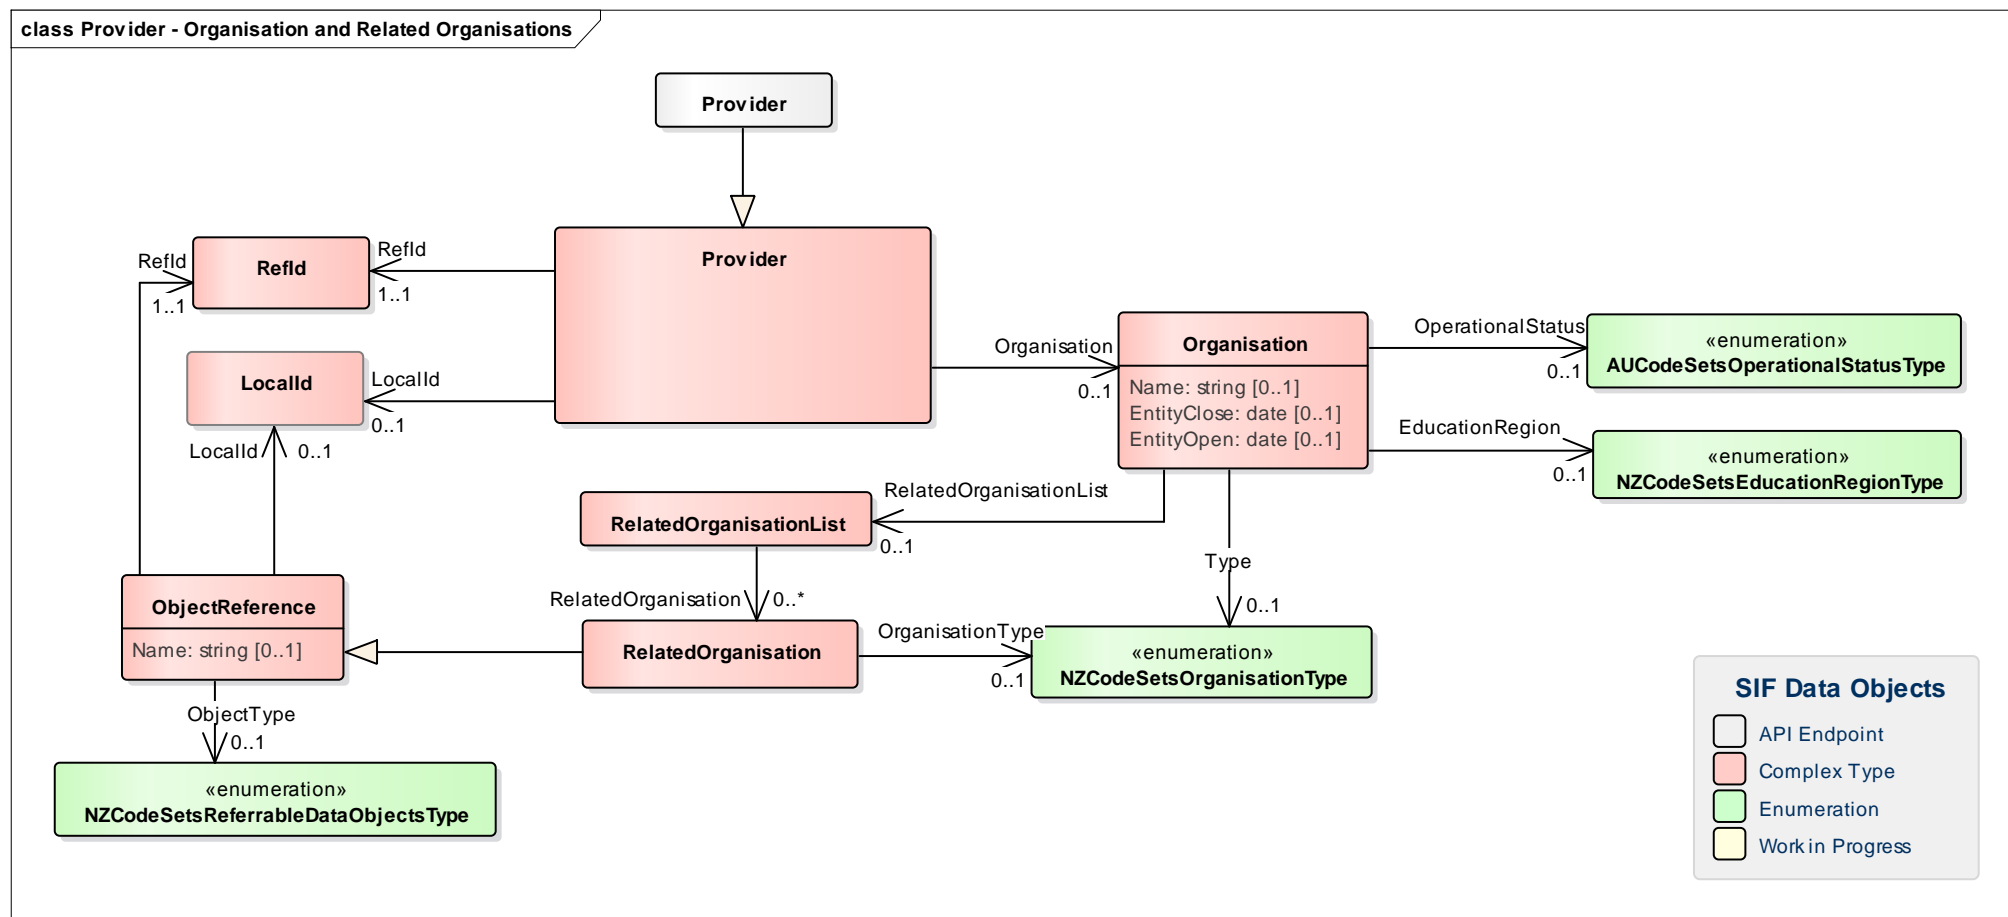 class Provider - Organisation and Related Organisations
Provider
RefId
RefId
RefId
1..1
1..1
Provider
LocalId
LocalId
0..1
LocalId
0..1
Organisation
0..1
Organisation
Name: string [0..1]
EntityClose: date [0..1]
EntityOpen: date [0..1]
OperationalStatus
0..1
«enumeration»
AUCodeSetsOperationalStatusType
EducationRegion
0..1
«enumeration»
NZCodeSetsEducationRegionType
RelatedOrganisationList
0..1
RelatedOrganisationList
Type
0..1
RelatedOrganisation
0..*
ObjectReference
Name: string [0..1]
RelatedOrganisation
OrganisationType
0..1
«enumeration»
NZCodeSetsOrganisationType
ObjectType
0..1
«enumeration»
NZCodeSetsReferrableDataObjectsType
SIF Data Objects
API Endpoint
Complex Type
Enumeration
Work in Progress